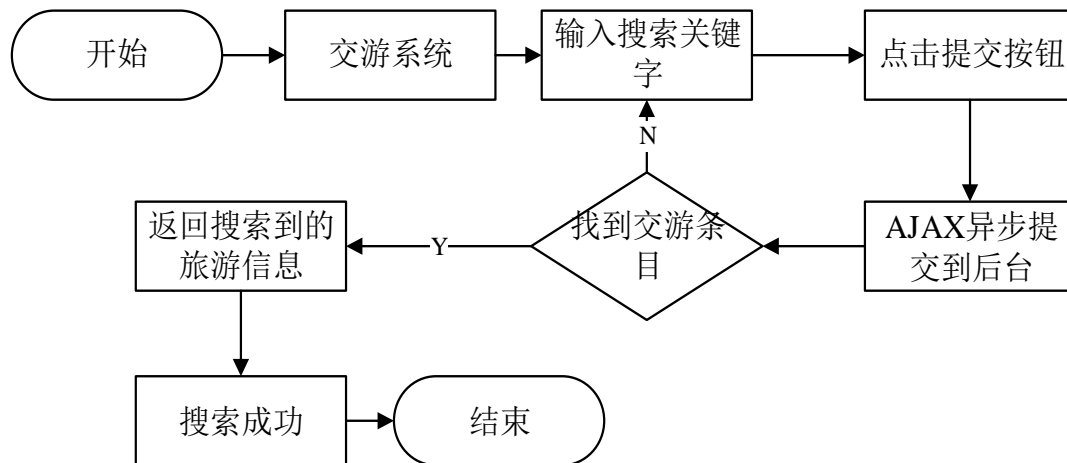 开始
交游系统
输入搜索关键
字
点击提交按钮
N
返回搜索到的
旅游信息
Y
找到交游条
目
AJAX异步提
交到后台
搜索成功
结束